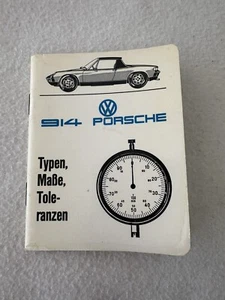 914 PORSCHE
Typen,
Maße,
Tole-
ranzen